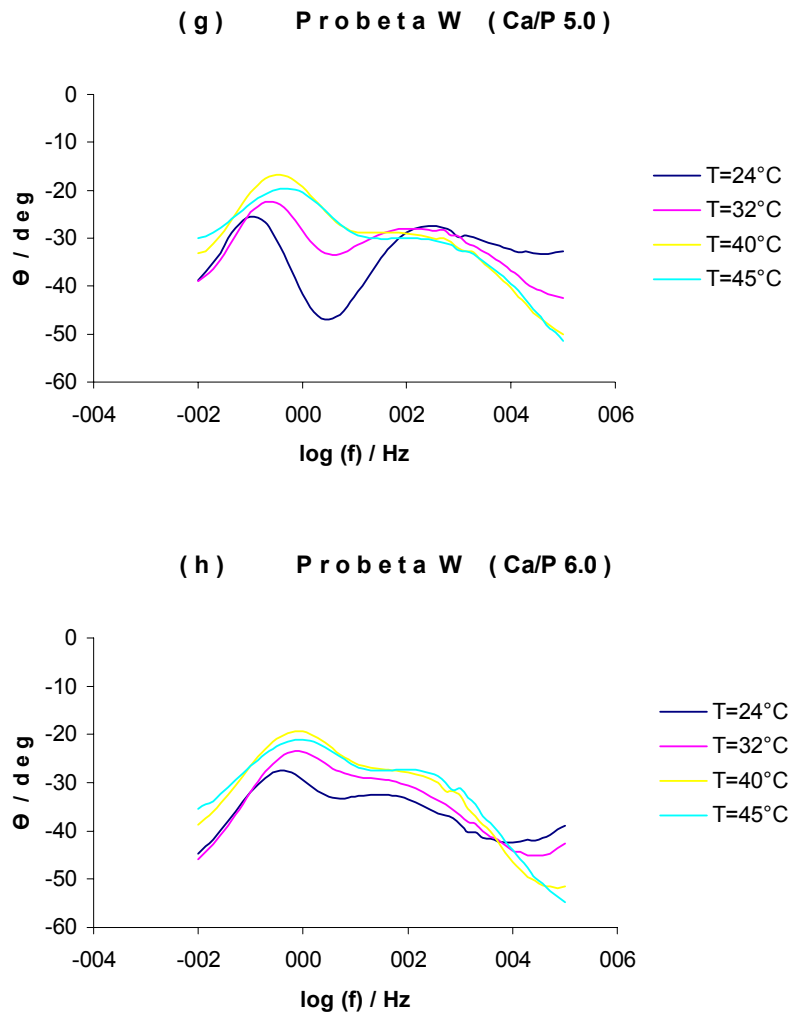 ( g ) P r o b e t a W ( Ca/P 5.0 )
0
-10
-20
-30
-40
-50
-60
-004 -002 000 002 004 006
log (f) / Hz
Ө / d e g
T=24°C
T=32°C
T=40°C
T=45°C
( h ) P r o b e t a W ( Ca/P 6.0 )
0
-10
-20
-30
-40
-50
-60
-004 -002 000 002 004 006
log (f) / Hz
Ө / d e g
T=24°C
T=32°C
T=40°C
T=45°C